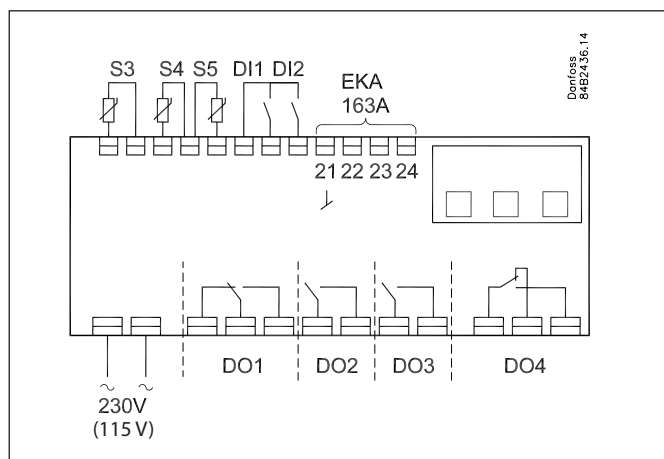 S3 S4 S5 DI1 DI2
EKA
163A
Danfoss
84B2436.14
21 22 23 24
DO1 DO2 DO3 DO4
230V
(115 V)